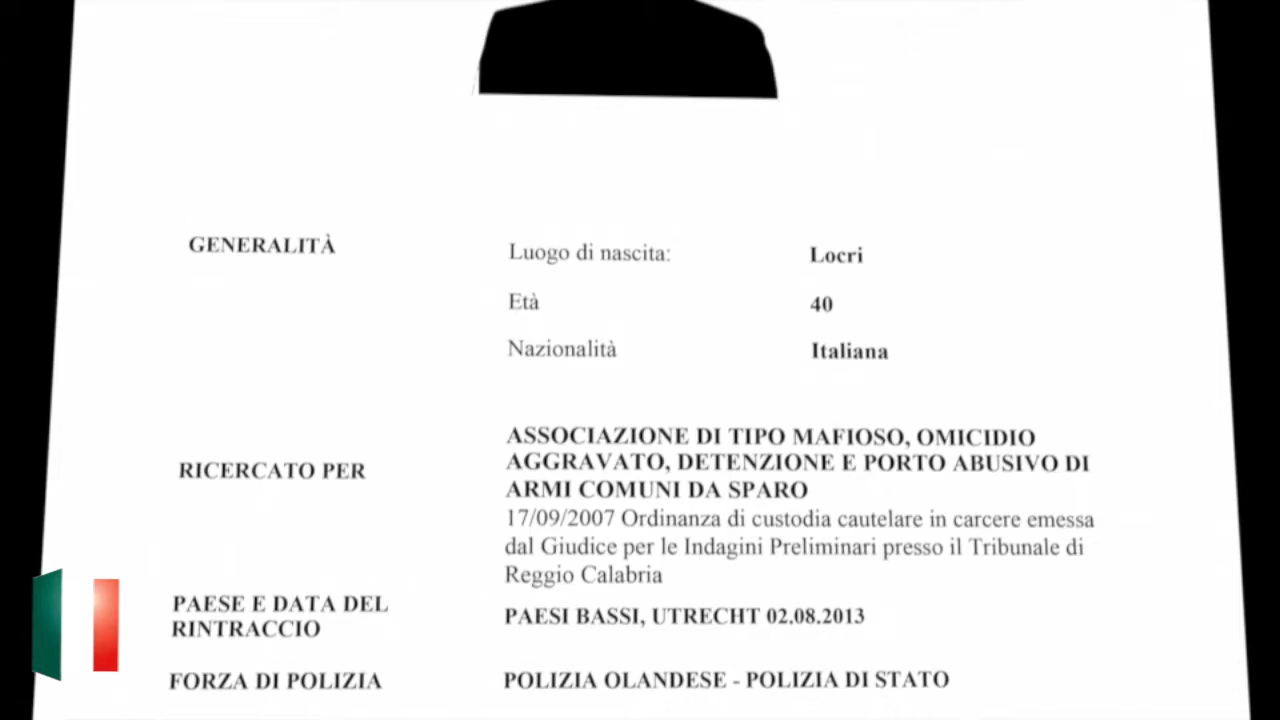 GENERALITÀ
Luogo di nascita: Locri
Età 40
Nazionalità Italiana
RICERCATO PER
ASSOCIAZIONE DI TIPO MAFIOSO, OMICIDIO
AGGRAVATO, DETENZIONE E PORTO ABUSIVO DI
ARMI COMUNI DA SPARO
17/09/2007 Ordinanza di custodia cautelare in carcere emessa
dal Giudice per le Indagini Preliminari presso il Tribunale di
Reggio Calabria
PAESE E DATA DEL
RINTRACCIO
PAESI BASSI, UTRECHT 02.08.2013
FORZA DI POLIZIA
POLIZIA OLANDESE - POLIZIA DI STATO